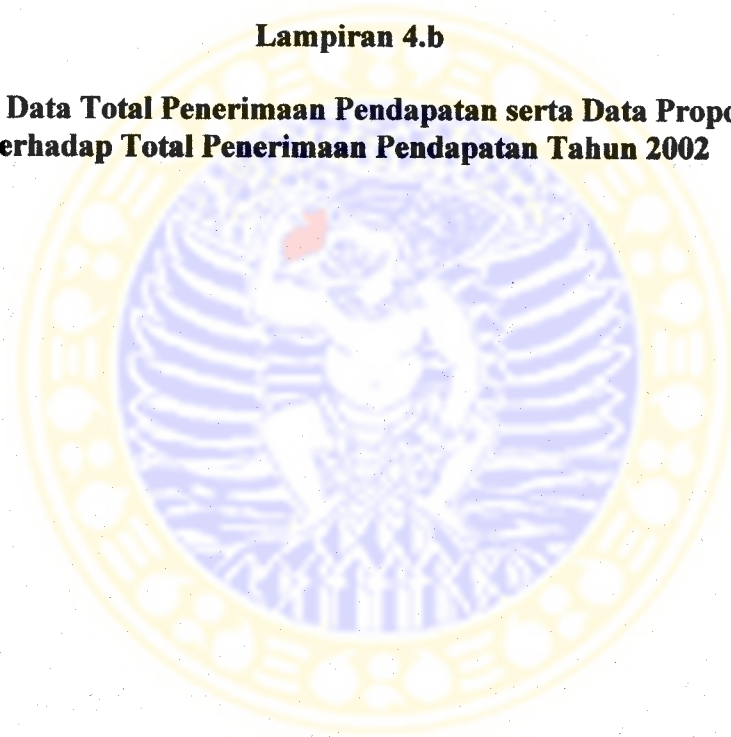 Lampiran 4.b
Data Total Penerimaan Pendapatan serta Data Propo
erhadap Total Penerimaan Pendapatan Tahun 2002